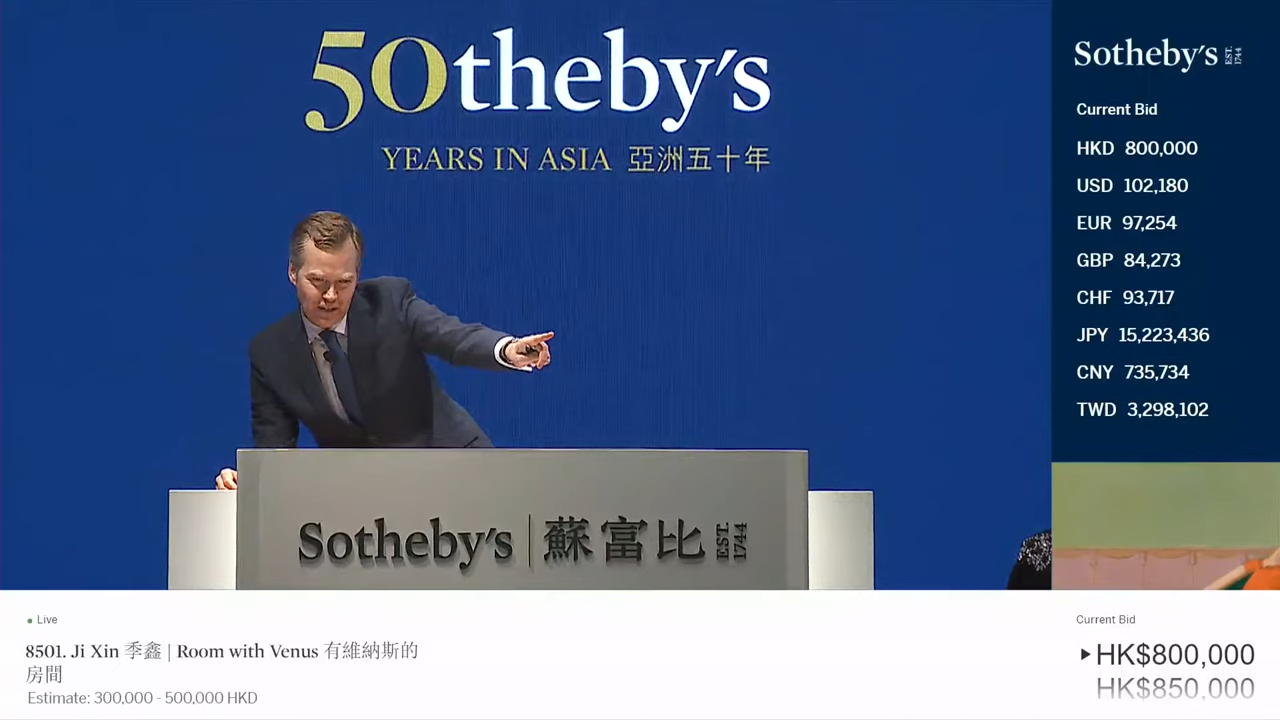 50theby's
YEARS IN ASIA 亞洲五十年
Sotheby's | 蘇富比 EST. 1744
Sotheby's EST. 1744
Current Bid
HKD 800,000
USD 102,180
EUR 97,254
GBP 84,273
CHF 93,717
JPY 15,223,436
CNY 735,734
TWD 3,298,102
Live
8501. Ji Xin 季鑫 | Room with Venus 有維納斯的
房間
Estimate: 300,000 - 500,000 HKD
Current Bid
HK$800,000
HK$850,000